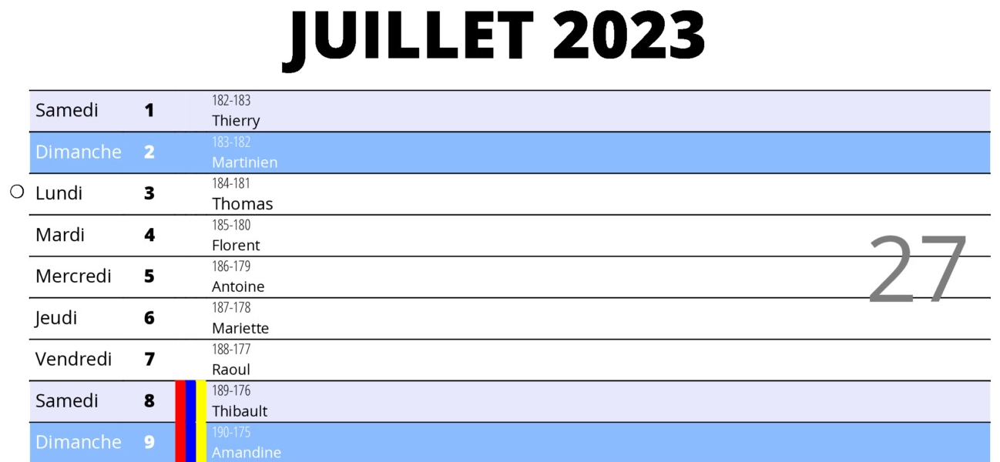 JUILLET 2023
Samedi 1 182-183
Thierry
Dimanche 2 183-182
Martinien
Lundi 3 184-181
Thomas
Mardi 4 185-180
Florent
27
Mercredi 5 186-179
Antoine
Jeudi 6 187-178
Mariette
Vendredi 7 188-177
Raoul
Samedi 8 189-176
Thibault
Dimanche 9 190-175
Amandine